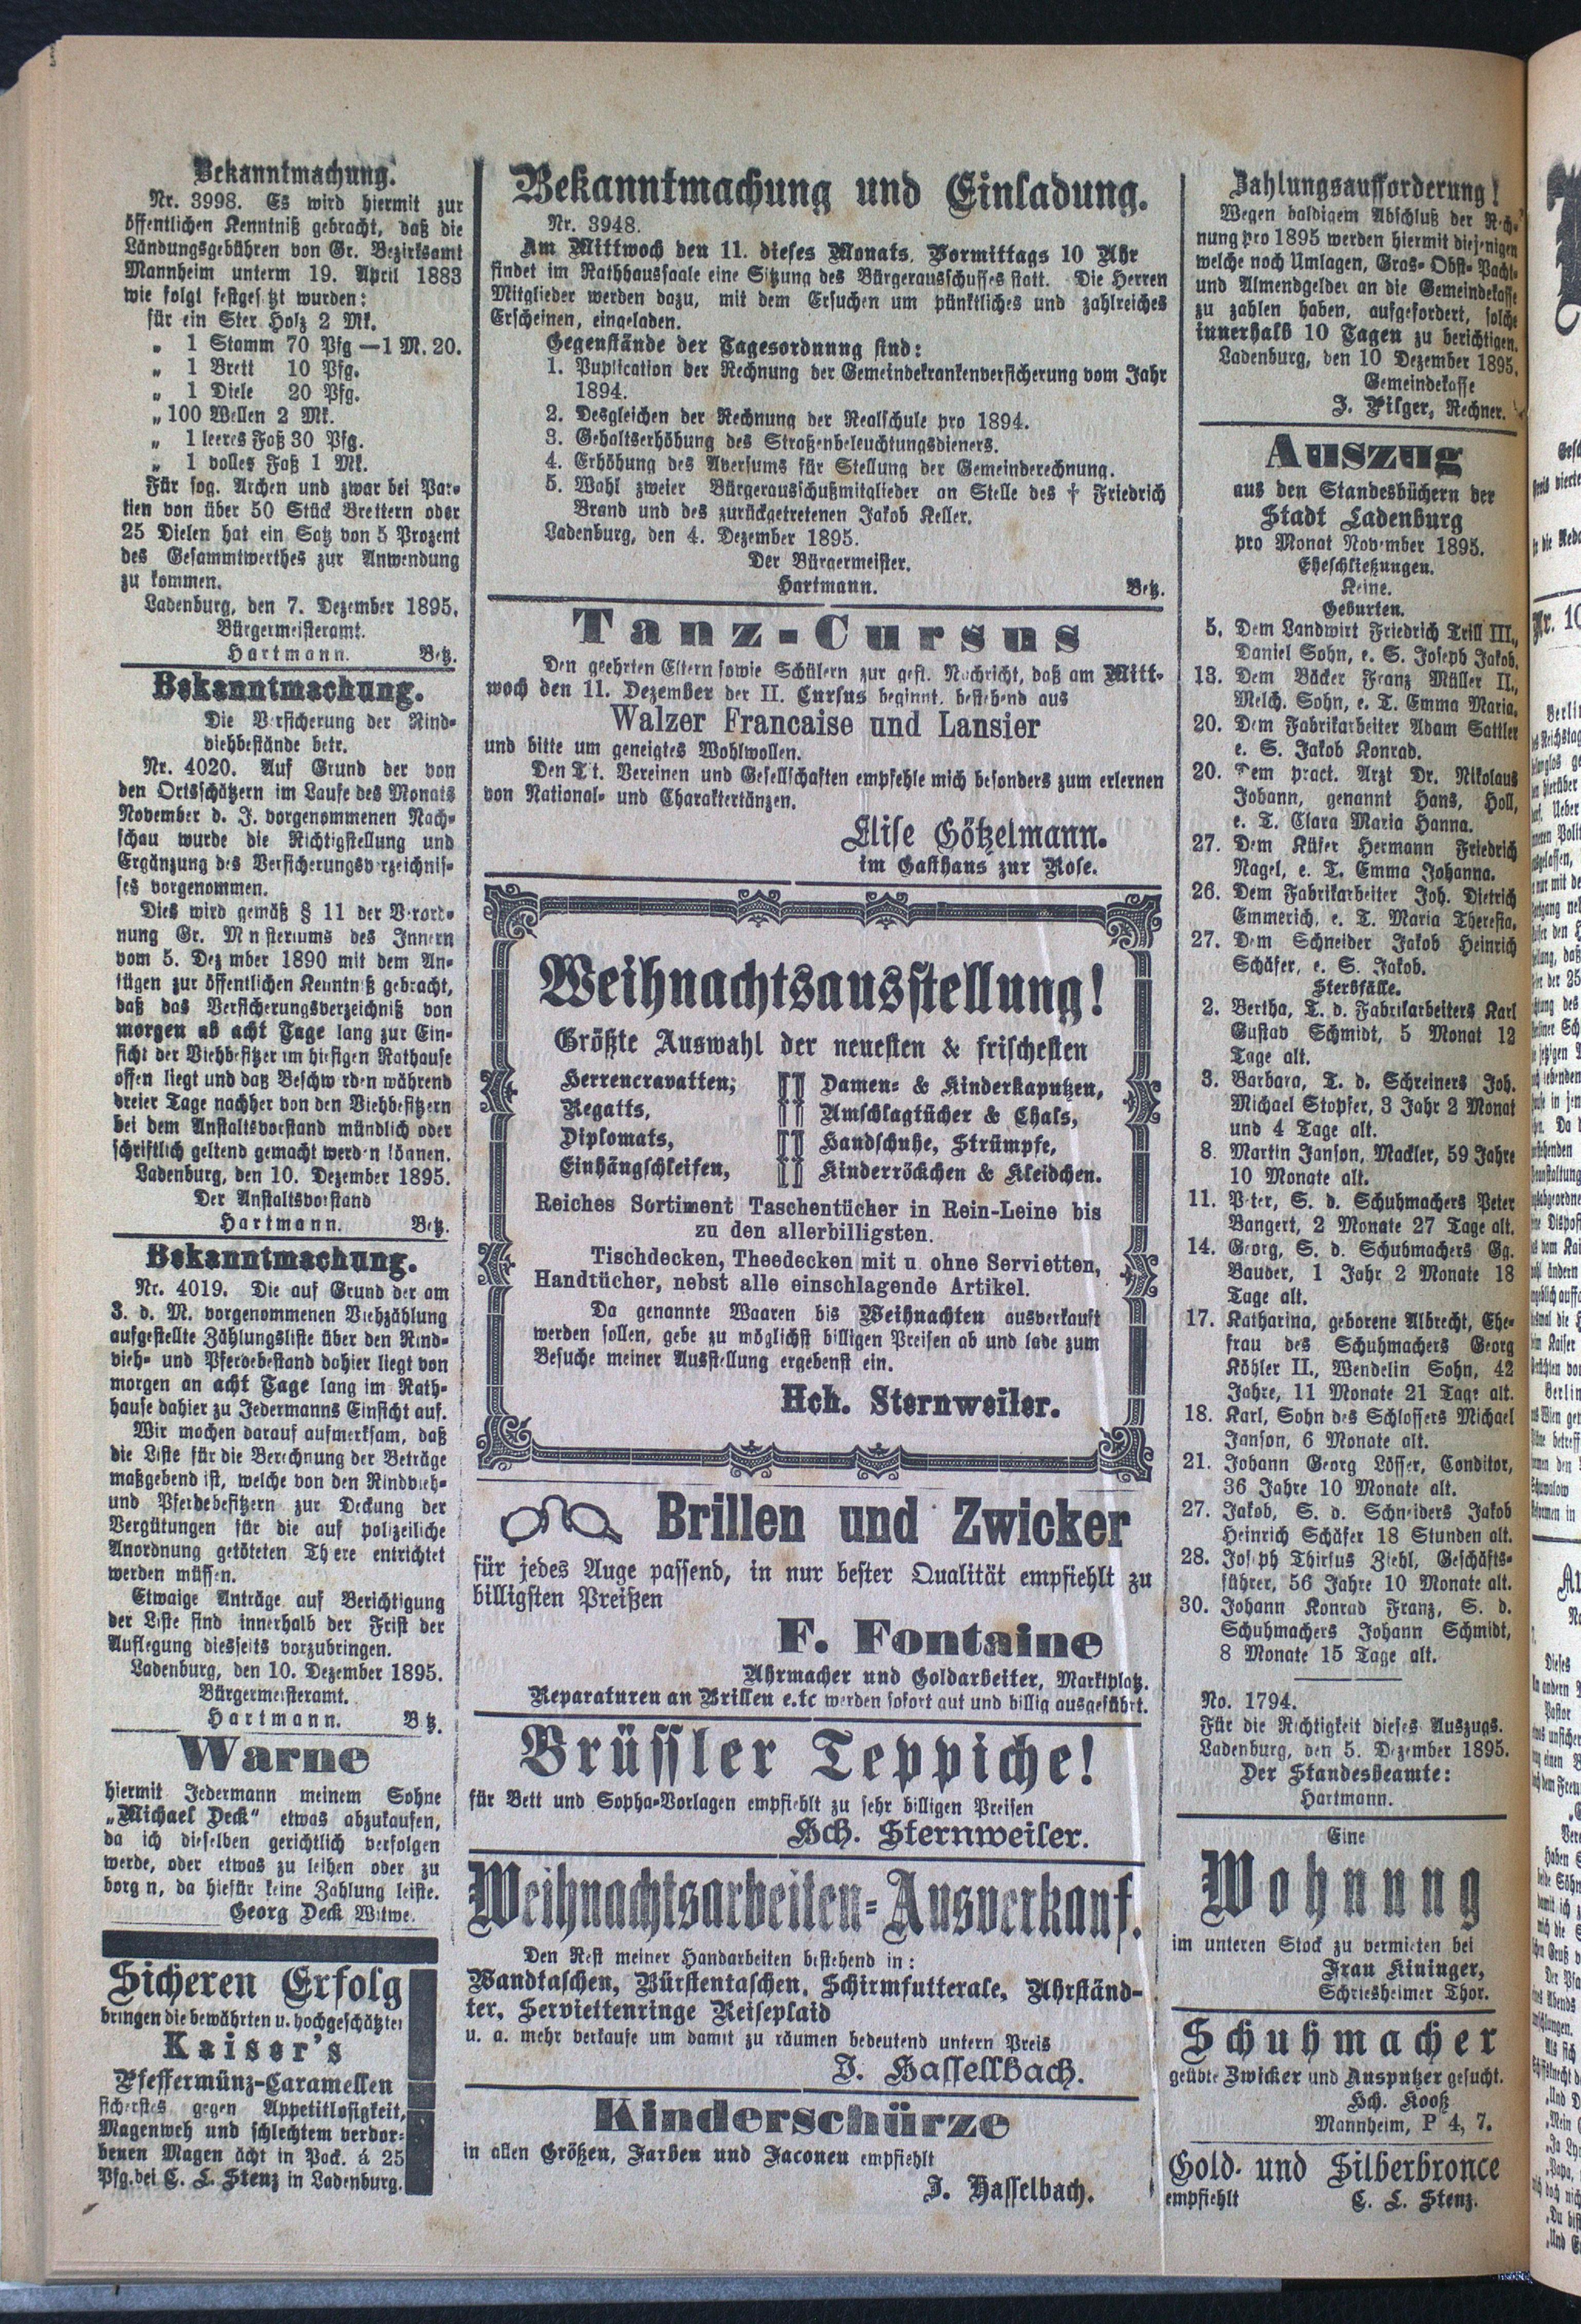 Bekanntmachung.
Nr. 3998. Es wird hiermit zur
öffentlichen Kenntniß gebracht, daß die
Ländungsgebühren von Gr. Bezirksamt
Mannheim unterm 19. April 1883
wie folgt festgesetzt wurden:
für ein Ster Holz 2 Mk.
„ 1 Stamm 70 Pfg —1 M. 20.
„ 1 Brett 10 Pfg.
„ 1 Diele 20 Pfg.
„ 100 Wellen 2 Mk.
„ 1 leeres Faß 30 Pfg.
„ 1 volles Faß 1 Mk.
Für sog. Archen und zwar bei Par-
tien von über 50 Stück Brettern oder
25 Dielen hat ein Satz von 5 Prozent
des Gesammtwerthes zur Anwendung
zu kommen.
Ladenburg, den 7. Dezember 1895.
Bürgermeisteramt.
Hartmann. Betz.
Bekanntmachung.
Die Versicherung der Rind-
viehbestände betr.
Nr. 4020. Auf Grund der von
den Ortsschätzern im Laufe des Monats
November d. J. vorgenommenen Nach-
schau wurde die Richtigstellung und
Ergänzung des Versicherungsverzeichnis-
ses vorgenommen.
Dies wird gemäß § 11 der Verord-
nung Gr. Ministeriums des Innern
vom 5. Dezember 1890 mit dem An-
fügen zur öffentlichen Kenntniß gebracht,
daß das Versicherungsverzeichniß von
morgen ab acht Tage lang zur Ein-
sicht der Viehbesitzer im hiesigen Rathause
offen liegt und daß Beschwerden während
dreier Tage nachher von den Viehbesitzern
bei dem Anstaltsvorstand mündlich oder
schriftlich geltend gemacht werden können.
Ladenburg, den 10. Dezember 1895.
Der Anstaltsvorstand
Hartmann. Betz.
Bekanntmachung.
Nr. 4019. Die auf Grund der am
3. d. M. vorgenommenen Viehzählung
aufgestellte Zählungsliste über den Rind-
vieh- und Pferdebestand dahier liegt von
morgen an acht Tage lang im Rath-
hause dahier zu Jedermanns Einsicht auf.
Wir machen darauf aufmerksam, daß
die Liste für die Berechnung der Beträge
maßgebend ist, welche von den Rindvieh-
und Pferdebesitzern zur Deckung der
Vergütungen für die auf polizeiliche
Anordnung getöteten Thiere entrichtet
werden müssen.
Etwaige Anträge auf Berichtigung
der Liste sind innerhalb der Frist der
Auflegung diesseits vorzubringen.
Ladenburg, den 10. Dezember 1895.
Bürgermeisteramt.
Hartmann. Betz.
Warne
hiermit Jedermann meinem Sohne
„Michael Deck“ etwas abzukaufen,
da ich dieselben gerichtlich verfolgen
werde, oder etwas zu leihen oder zu
borgen, da hiefür keine Zahlung leiste.
Georg Deck Witwe.
Sicheren Erfolg
bringen die bewährten u. hochgeschätzten
Kaiser's
Pfeffermünz-Caramellen
sicherstes gegen Appetitlosigkeit,
Magenweh und schlechtem verdor-
benen Magen ächt in Pack. á 25
Pfg. bei C. L. Stenz in Ladenburg.
Bekanntmachung und Einladung.
Nr. 3948.
Am Mittwoch den 11. dieses Monats, Vormittags 10 Uhr
findet im Rathhaussaale eine Sitzung des Bürgerausschusses statt. Die Herren
Mitglieder werden dazu, mit dem Ersuchen um pünktliches und zahlreiches
Erscheinen, eingeladen.
Gegenstände der Tagesordnung sind:
1. Puplication der Rechnung der Gemeindekrankenversicherung vom Jahr
1894.
2. Desgleichen der Rechnung der Realschule pro 1894.
3. Gehaltserhöhung des Straßenbeleuchtungsdieners.
4. Erhöhung des Aversums für Stellung der Gemeinderechnung.
5. Wahl zweier Bürgerausschußmitglieder an Stelle des † Friedrich
Brand und des zurückgetretenen Jakob Keller.
Ladenburg, den 4. Dezember 1895.
Der Bürgermeister.
Hartmann. Betz.
Tanz-Cursus
Den geehrten Eltern sowie Schülern zur gefl. Nachricht, daß am Mitt-
woch den 11. Dezember der II. Cursus beginnt, bestehend aus
Walzer Francaise und Lansier
und bitte um geneigtes Wohlwollen.
Den Tit. Vereinen und Gesellschaften empfehle mich besonders zum erlernen
von National- und Charaktertänzen.
Elise Götzelmann.
im Gasthaus zur Rose.
Weihnachtsausstellung!
Größte Auswahl der neuesten & frischesten
Herrencravatten, Damen- & Kinderkaputzen,
Regatts, Umschlagtücher & Chals,
Diplomats, Handschuhe, Strümpfe,
Einhängschleifen, Kinderröckchen & Kleidchen.
Reiches Sortiment Taschentücher in Rein-Leine bis
zu den allerbilligsten.
Tischdecken, Theedecken mit u. ohne Servietten,
Handtücher, nebst alle einschlagende Artikel.
Da genannte Waaren bis Weihnachten ausverkauft
werden sollen, gebe zu möglichst billigen Preisen ab und lade zum
Besuche meiner Ausstellung ergebenst ein.
Hch. Sternweiler.
Brillen und Zwicker
für jedes Auge passend, in nur bester Qualität empfiehlt zu
billigsten Preißen
F. Fontaine
Uhrmacher und Goldarbeiter, Marktplatz.
Reparaturen an Brillen e.tc werden sofort gut und billig ausgeführt.
Brüssler Teppiche!
für Bett und Sopha-Vorlagen empfiehlt zu sehr billigen Preisen
Hch. Sternweiler.
Weihnachtsarbeiten-Ausverkauf.
Den Rest meiner Handarbeiten bestehend in:
Wandtaschen, Bürstentaschen, Schirmfutterale, Uhrständ-
ter, Serviettenringe Reiseplaid
u. a. mehr verkaufe um damit zu räumen bedeutend untern Preis
J. Hassellbach.
Kinderschürze
in allen Größen, Farben und Faconen empfiehlt
J. Hasselbach.
Zahlungsaufforderung!
Wegen baldigem Abschluß der Rech-
nung pro 1895 werden hiermit diejenigen
welche noch Umlagen, Gras- Obst- Pacht-
und Almendgelder an die Gemeindekasse
zu zahlen haben, aufgefordert, solche
innerhalb 10 Tagen zu berichtigen.
Ladenburg, den 10 Dezember 1895.
Gemeindekasse
J. Pilger, Rechner.
Auszug
aus den Standesbüchern der
Stadt Ladenburg
pro Monat November 1895.
Eheschließungen.
Keine.
Geburten.
5. Dem Landwirt Friedrich Trill III.,
Daniel Sohn, e. S. Joseph Jakob.
13. Dem Bäcker Franz Müller II.,
Melch. Sohn, e. T. Emma Maria.
20. Dem Fabrikarbeiter Adam Sattler
e. S. Jakob Konrad.
20. Dem pract. Arzt Dr. Nikolaus
Johann, genannt Hans, Holl,
e. T. Clara Maria Hanna.
27. Dem Küfer Hermann Friedrich
Nagel, e. T. Emma Johanna.
26. Dem Fabrikarbeiter Joh. Dietrich
Emmerich, e. T. Maria Theresia.
27. Dem Schneider Jakob Heinrich
Schäfer, e. S. Jakob.
Sterbfälle.
2. Bertha, T. d. Fabrikarbeiters Karl
Gustav Schmidt, 5 Monat 12
Tage alt.
3. Barbara, T. d. Schreiners Joh.
Michael Stopfer, 3 Jahr 2 Monat
und 4 Tage alt.
8. Martin Janson, Mackler, 59 Jahre
10 Monate alt.
11. Peter, S. d. Schuhmachers Peter
Bangert, 2 Monate 27 Tage alt.
14. Georg, S. d. Schuhmachers Gg.
Bauder, 1 Jahr 2 Monate 18
Tage alt.
17. Katharina, geborene Albrecht, Ehe-
frau des Schuhmachers Georg
Köhler II., Wendelin Sohn, 42
Jahre, 11 Monate 21 Tage alt.
18. Karl, Sohn des Schlossers Michael
Janson, 6 Monate alt.
21. Johann Georg Lösser, Conditor,
36 Jahre 10 Monate alt.
27. Jakob, S. d. Schneiders Jakob
Heinrich Schäfer 18 Stunden alt.
28. Joseph Thirsus Ziehl, Geschäfts-
führer, 56 Jahre 10 Monate alt.
30. Johann Konrad Franz, S. d.
Schuhmachers Johann Schmidt,
8 Monate 15 Tage alt.
No. 1794.
Für die Richtigkeit dieses Auszugs.
Ladenburg, den 5. Dezember 1895.
Der Standesbeamte:
Hartmann.
Eine
Wohnung
im unteren Stock zu vermieten bei
Frau Kininger,
Schriesheimer Thor.
Schuhmacher
geübte Zwicker und Ausputzer gesucht.
Hch. Kooß
Mannheim, P 4, 7.
Gold- und Silberbronce
empfiehlt C. L. Stenz.